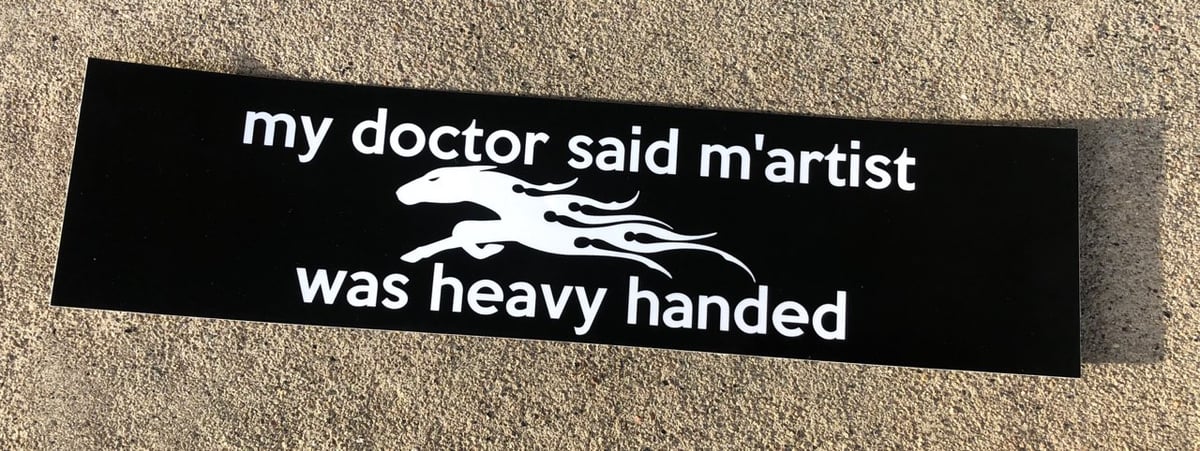 my doctor said m'artist
was heavy handed